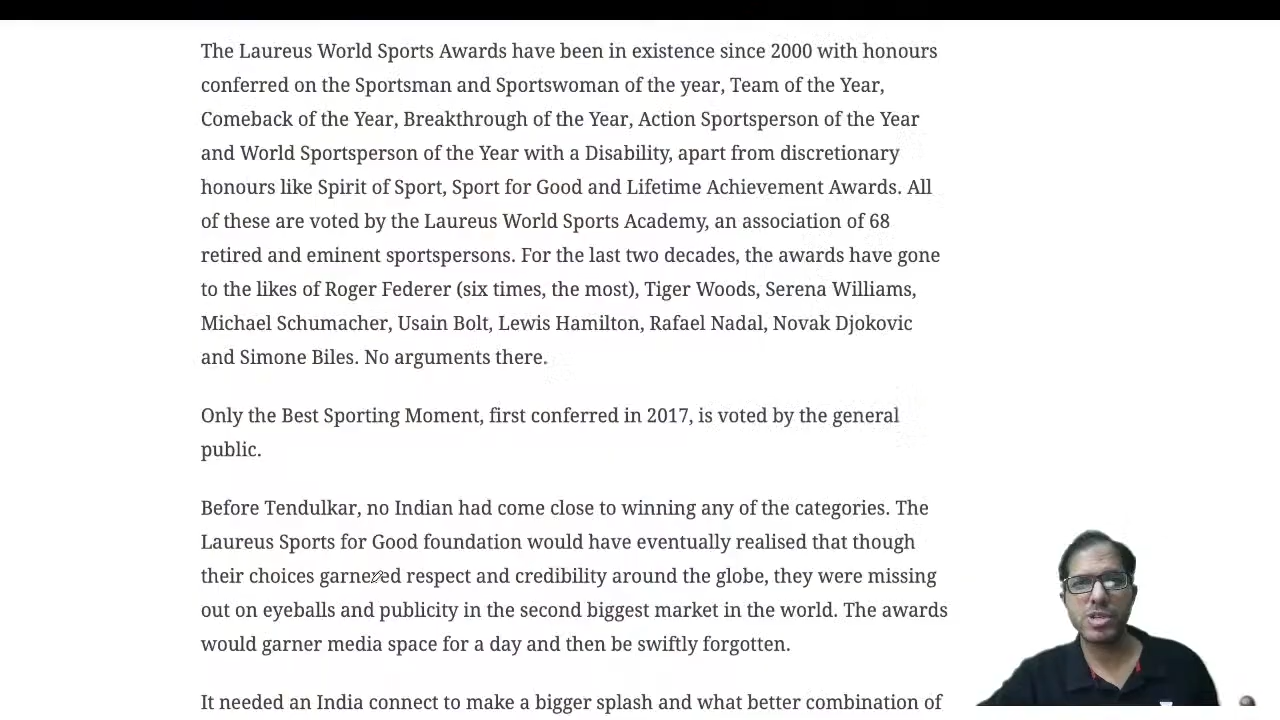 The Laureus World Sports Awards have been in existence since 2000 with honours
conferred on the Sportsman and Sportswoman of the year, Team of the Year,
Comeback of the Year, Breakthrough of the Year, Action Sportsperson of the Year
and World Sportsperson of the Year with a Disability, apart from discretionary
honours like Spirit of Sport, Sport for Good and Lifetime Achievement Awards. All
of these are voted by the Laureus World Sports Academy, an association of 68
retired and eminent sportspersons. For the last two decades, the awards have gone
to the likes of Roger Federer (six times, the most), Tiger Woods, Serena Williams,
Michael Schumacher, Usain Bolt, Lewis Hamilton, Rafael Nadal, Novak Djokovic
and Simone Biles. No arguments there.
Only the Best Sporting Moment, first conferred in 2017, is voted by the general
public.
Before Tendulkar, no Indian had come close to winning any of the categories. The
Laureus Sports for Good foundation would have eventually realised that though
their choices garnered respect and credibility around the globe, they were missing
out on eyeballs and publicity in the second biggest market in the world. The awards
would garner media space for a day and then be swiftly forgotten.
It needed an India connect to make a bigger splash and what better combination of